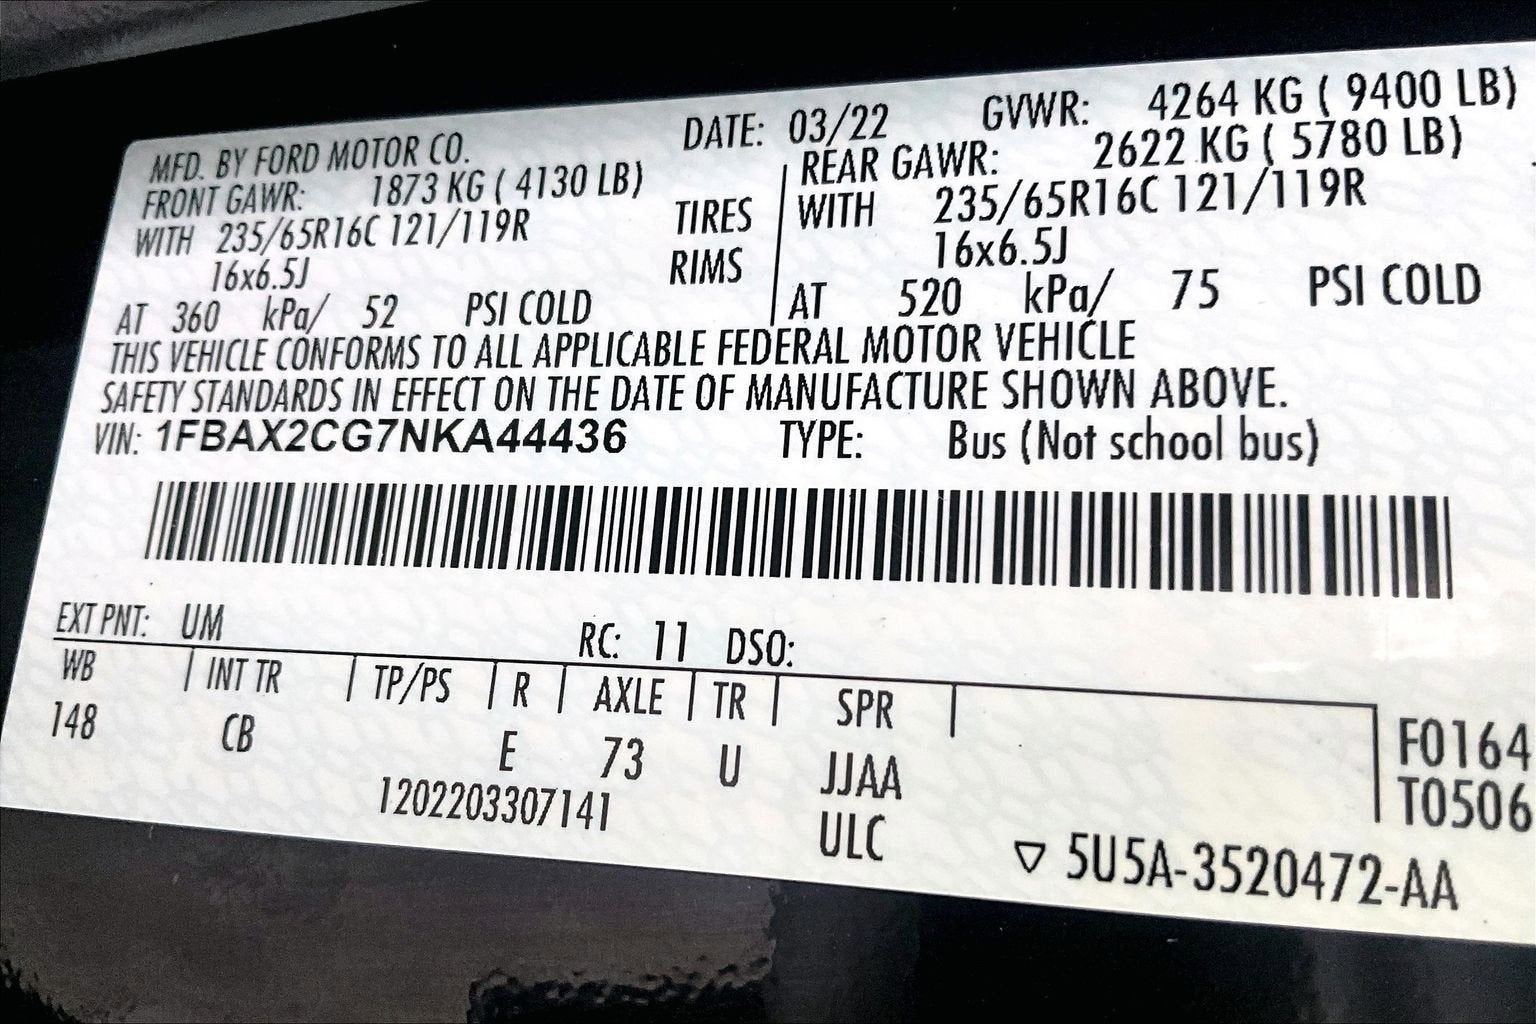 MFD. BY FORD MOTOR CO. DATE: 03/22 GVWR: 4264 KG ( 9400 LB)
FRONT GAWR: 1873 KG ( 4130 LB) REAR GAWR: 2622 KG ( 5780 LB)
WITH 235/65R16C 121/119R TIRES WITH 235/65R16C 121/119R
16x6.5J RIMS 16x6.5J
AT 360 kPa/ 52 PSI COLD AT 520 kPa/ 75 PSI COLD
THIS VEHICLE CONFORMS TO ALL APPLICABLE FEDERAL MOTOR VEHICLE
SAFETY STANDARDS IN EFFECT ON THE DATE OF MANUFACTURE SHOWN ABOVE.
VIN: 1FBAX2CG7NKA44436 TYPE: Bus (Not school bus)
EXT PNT: UM RC: 11 DSO:
WB INT TR TP/PS R AXLE TR SPR
148 CB E 73 U JJAA F0164
1202203307141 ULC T0506
▽ 5U5A-3520472-AA